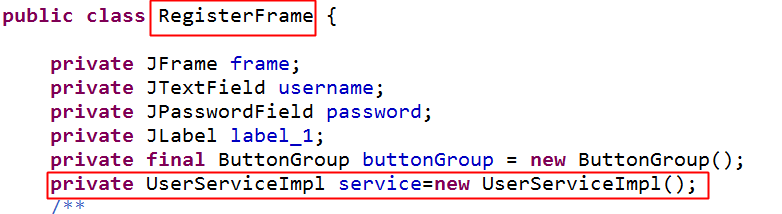 public class RegisterFrame {
private JFrame frame;
private JTextField username;
private JPasswordField password;
private JLabel label_1;
private final ButtonGroup buttonGroup = new ButtonGroup();
private UserServiceImpl service=new UserServiceImpl();
/**